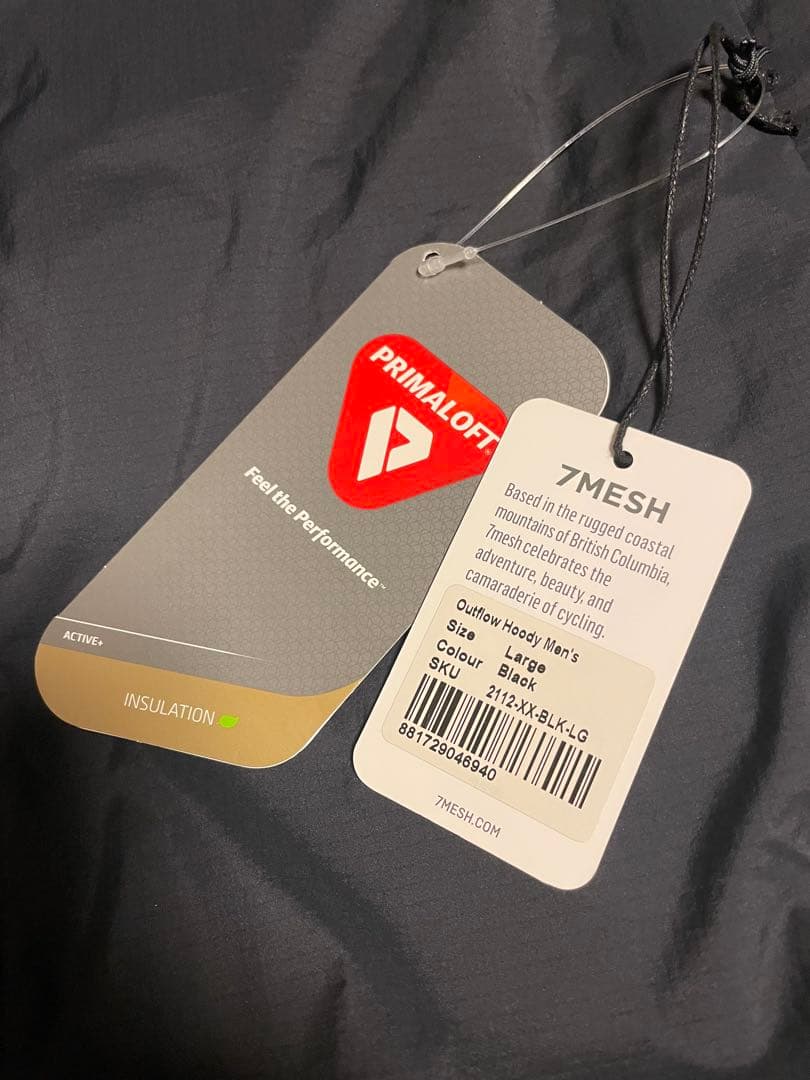 PRIMALOFT®
Feel the Performance™
ACTIVE+
INSULATION
7MESH
Based in the rugged coastal
mountains of British Columbia,
7mesh celebrates the
adventure, beauty, and
camaraderie of cycling.
Outflow Hoody Men's
Size Large
Colour Black
SKU 2112-XX-BLK-LG
881729046940
7MESH.COM